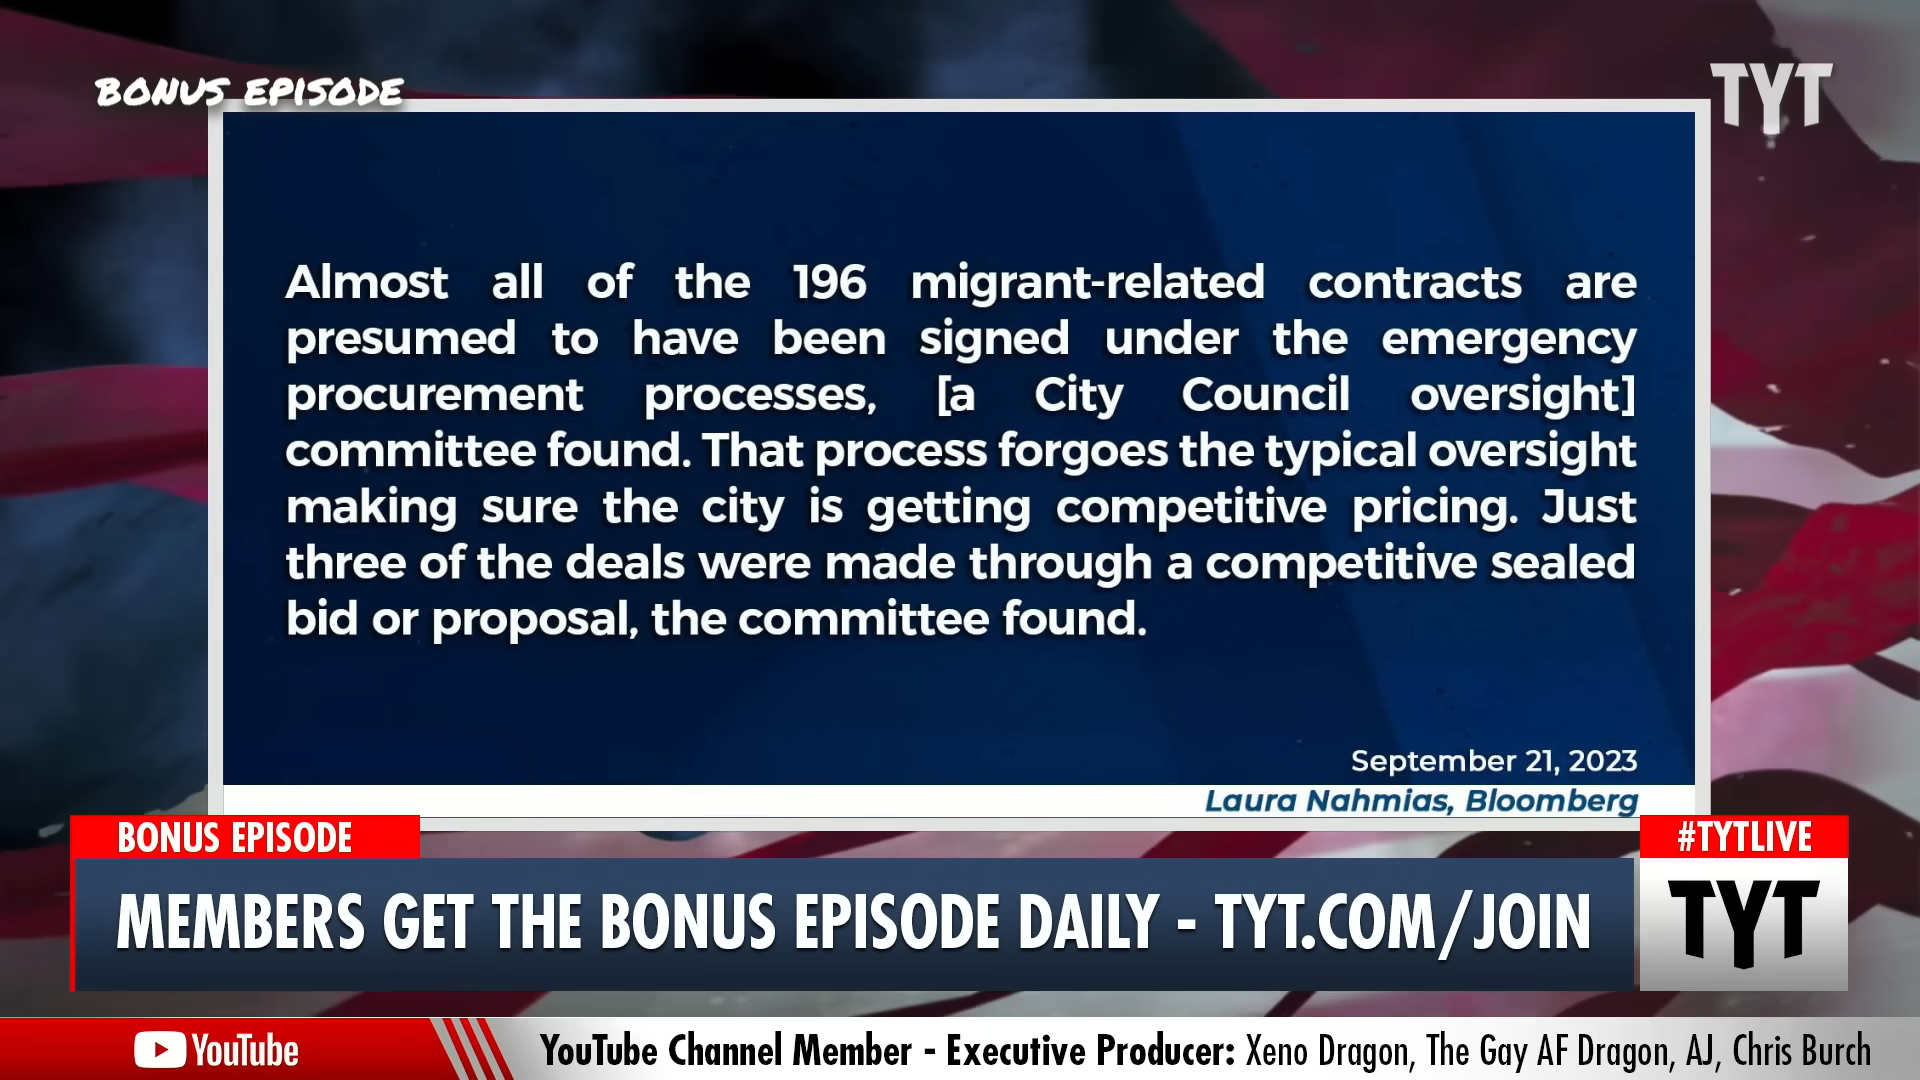 BONUS EPISODE
TYT
Almost all of the 196 migrant-related contracts are
presumed to have been signed under the emergency
procurement processes, [a City Council oversight]
committee found. That process forgoes the typical oversight
making sure the city is getting competitive pricing. Just
three of the deals were made through a competitive sealed
bid or proposal, the committee found.
September 21, 2023
Laura Nahmias, Bloomberg
BONUS EPISODE
#TYTLIVE
MEMBERS GET THE BONUS EPISODE DAILY - TYT.COM/JOIN
TYT
YouTube
YouTube Channel Member - Executive Producer: Xeno Dragon, The Gay AF Dragon, AJ, Chris Burch